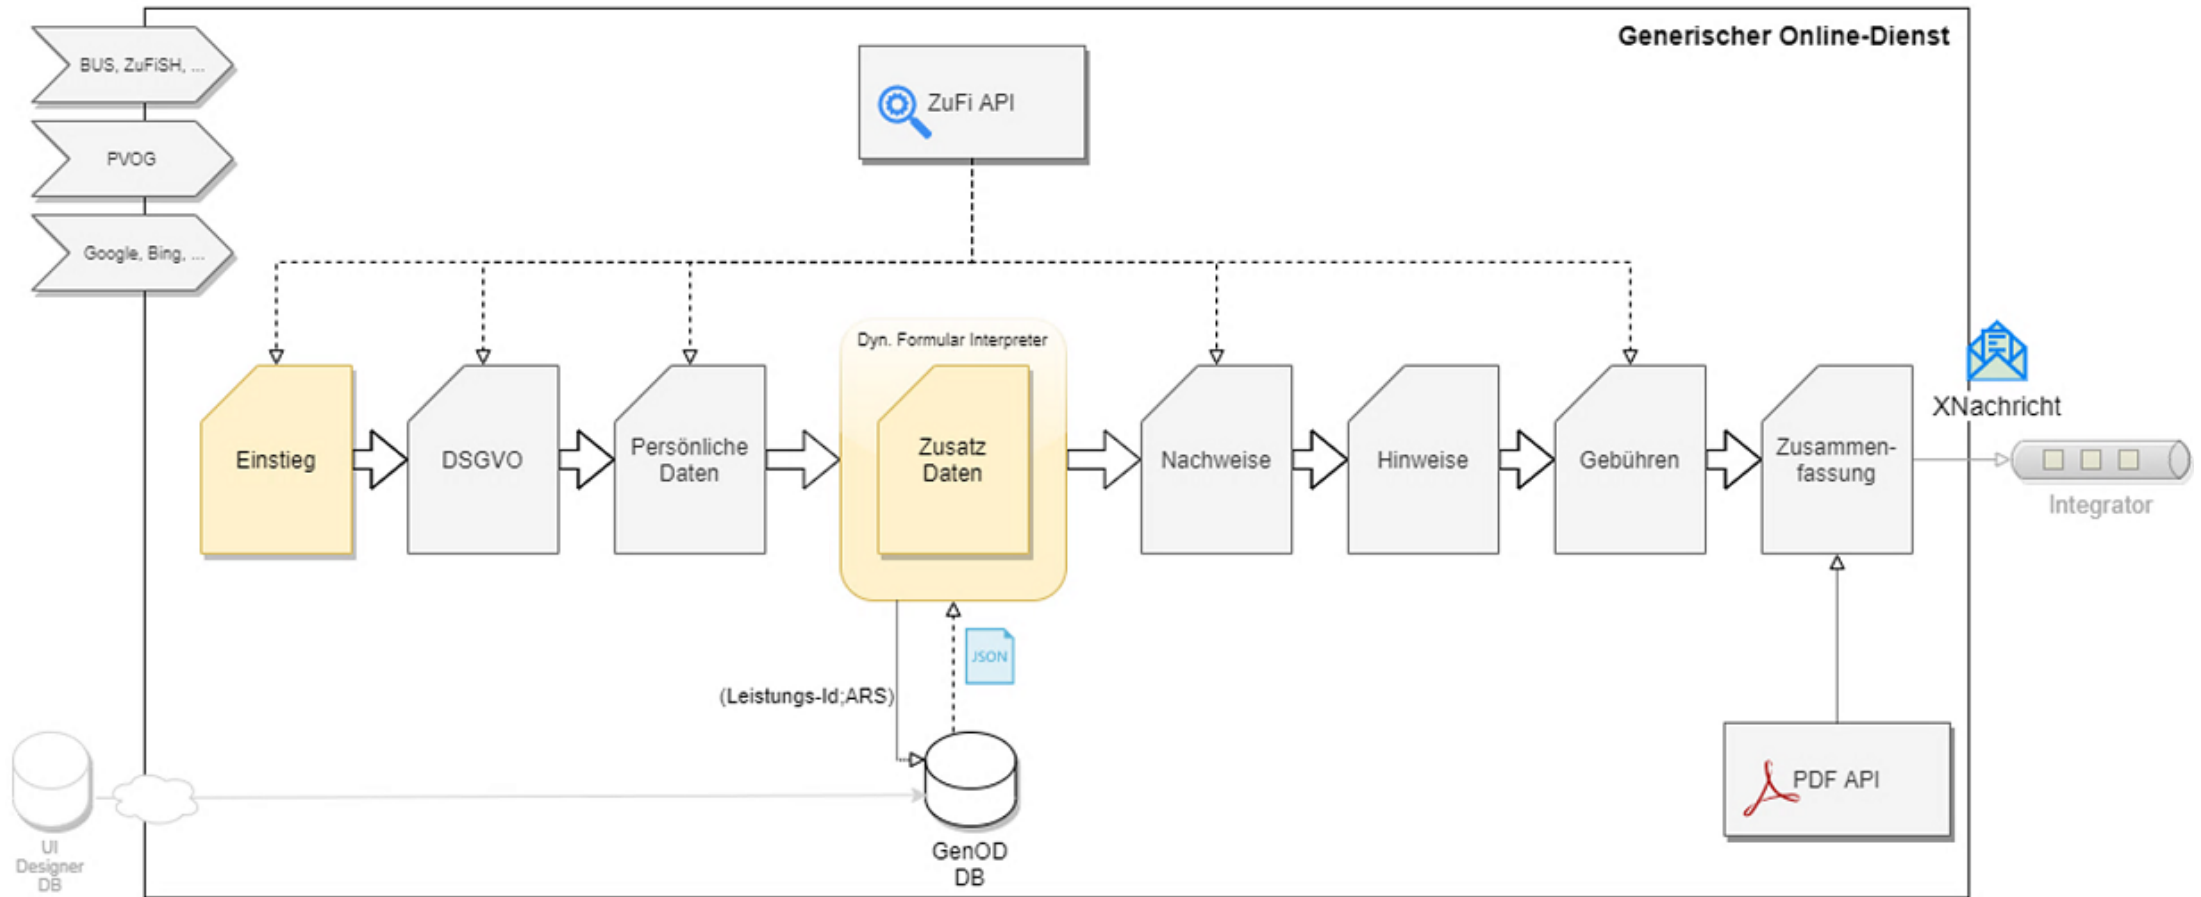 Generischer Online-Dienst
BUS, ZuFiSH, ...
PVOG
Google, Bing, ...
ZuFi API
Dyn. Formular Interpreter
Einstieg
DSGVO
Persönliche
Daten
Zusatz
Daten
Nachweise
Hinweise
Gebühren
Zusammen-
fassung
XNachricht
Integrator
JSON
(Leistungs-Id;ARS)
PDF API
UI
Designer
DB
GenOD
DB